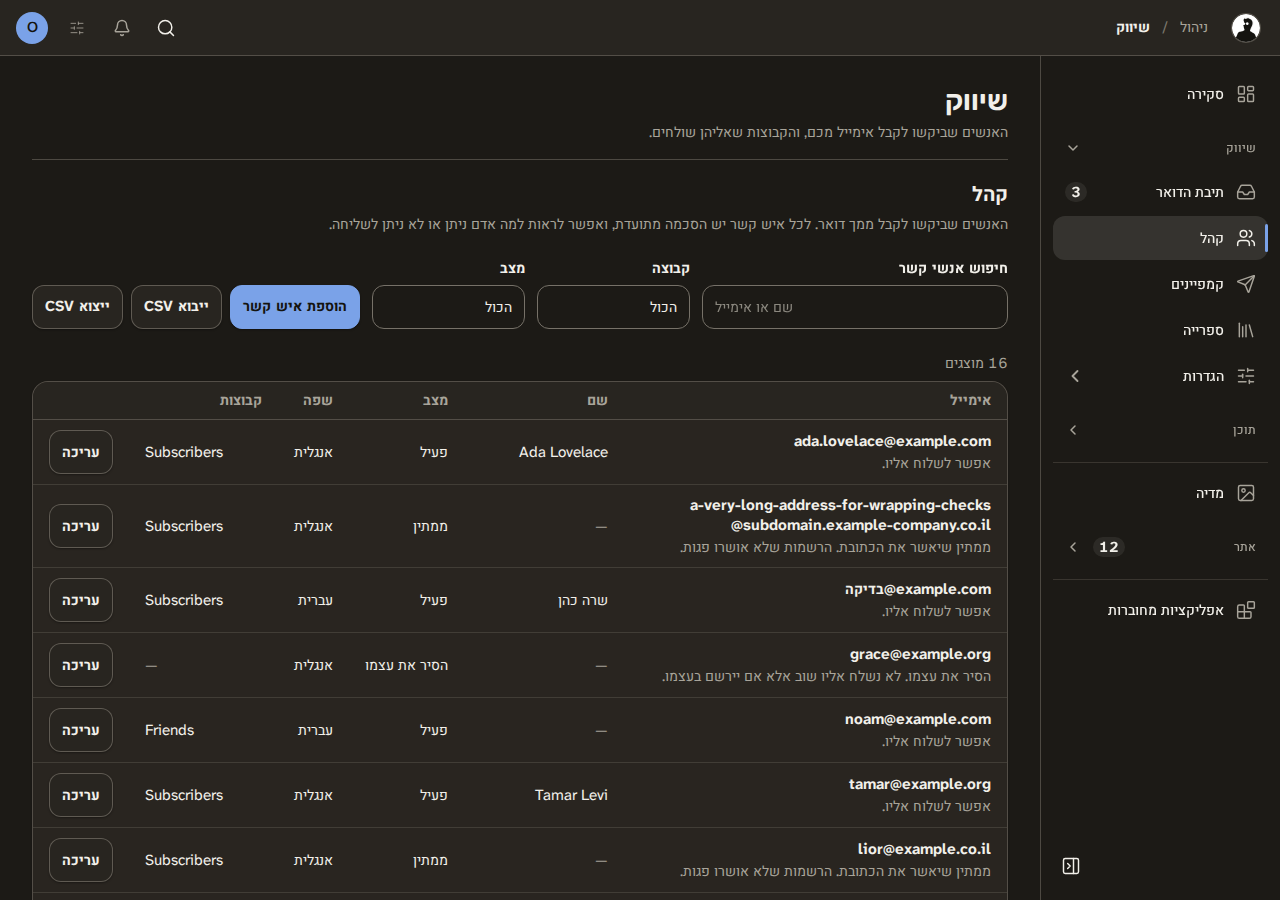 ניהול / שיווק
O
סקירה
שיווק
תיבת הדואר 3
קהל
קמפיינים
ספרייה
הגדרות
תוכן
מדיה
אתר 12
אפליקציות מחוברות
שיווק
האנשים שביקשו לקבל אימייל מכם, והקבוצות שאליהן שולחים.
קהל
האנשים שביקשו לקבל ממך דואר. לכל איש קשר יש הסכמה מתועדת, ואפשר לראות למה אדם ניתן או לא ניתן לשליחה.
חיפוש אנשי קשר קבוצה מצב
שם או אימייל הכול הכול הוספת איש קשר ייבוא CSV ייצוא CSV
16 מוצגים
אימייל שם מצב שפה קבוצות
ada.lovelace@example.com Ada Lovelace פעיל אנגלית Subscribers עריכה
אפשר לשלוח אליו.
a-very-long-address-for-wrapping-checks
@subdomain.example-company.co.il — ממתין אנגלית Subscribers עריכה
ממתין שיאשר את הכתובת. הרשמות שלא אושרו פגות.
בדיקה@example.com שרה כהן פעיל עברית Subscribers עריכה
אפשר לשלוח אליו.
grace@example.org — הסיר את עצמו אנגלית — עריכה
הסיר את עצמו. לא נשלח אליו שוב אלא אם יירשם בעצמו.
noam@example.com — פעיל עברית Friends עריכה
אפשר לשלוח אליו.
tamar@example.org Tamar Levi פעיל אנגלית Subscribers עריכה
אפשר לשלוח אליו.
lior@example.co.il — ממתין אנגלית Subscribers עריכה
ממתין שיאשר את הכתובת. הרשמות שלא אושרו פגות.